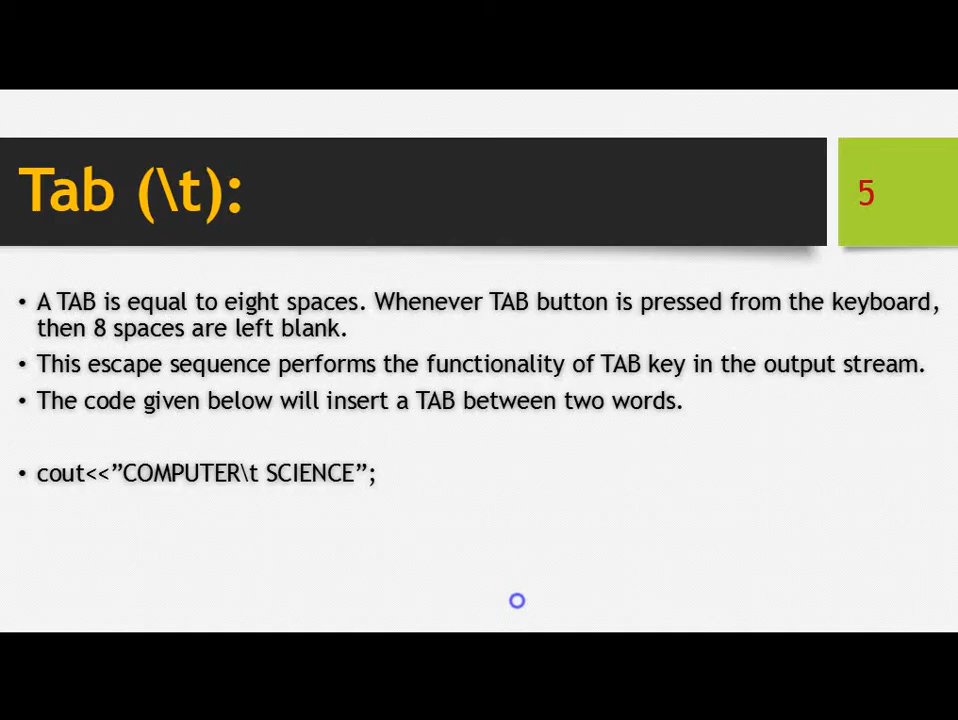 Tab (\t):
5
• A TAB is equal to eight spaces. Whenever TAB button is pressed from the keyboard,
then 8 spaces are left blank.
• This escape sequence performs the functionality of TAB key in the output stream.
• The code given below will insert a TAB between two words.
• cout<<”COMPUTER\t SCIENCE”;